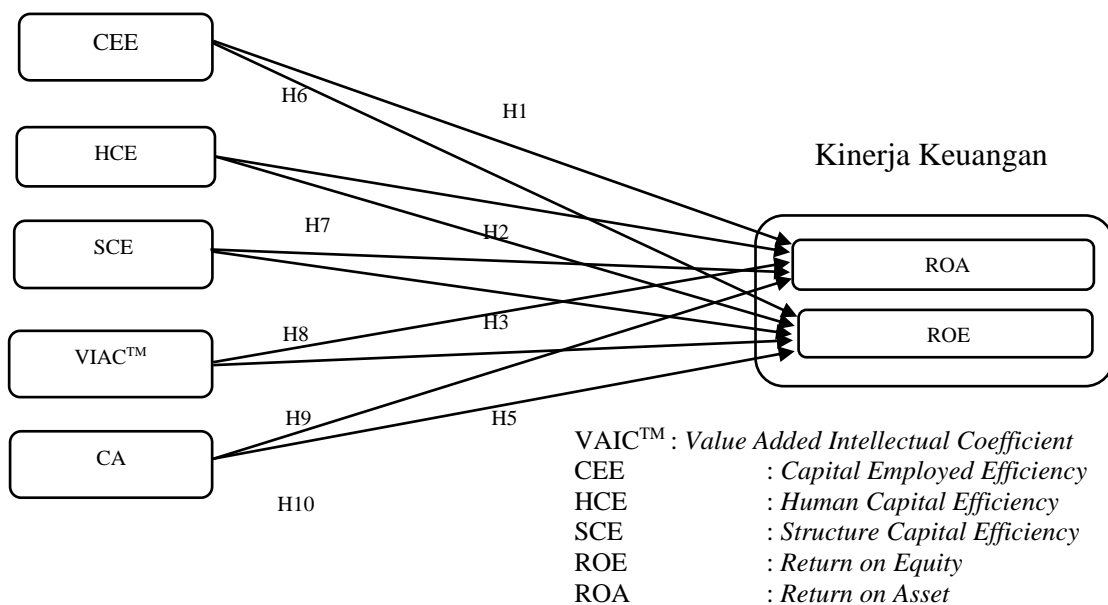 CEE
H6
H1
HCE
Kinerja Keuangan
H7
H2
SCE
ROA
H8
H3
VIAC™
ROE
H9
H5
CA
H10
VAIC™ : Value Added Intellectual Coefficient
CEE : Capital Employed Efficiency
HCE : Human Capital Efficiency
SCE : Structure Capital Efficiency
ROE : Return on Equity
ROA : Return on Asset